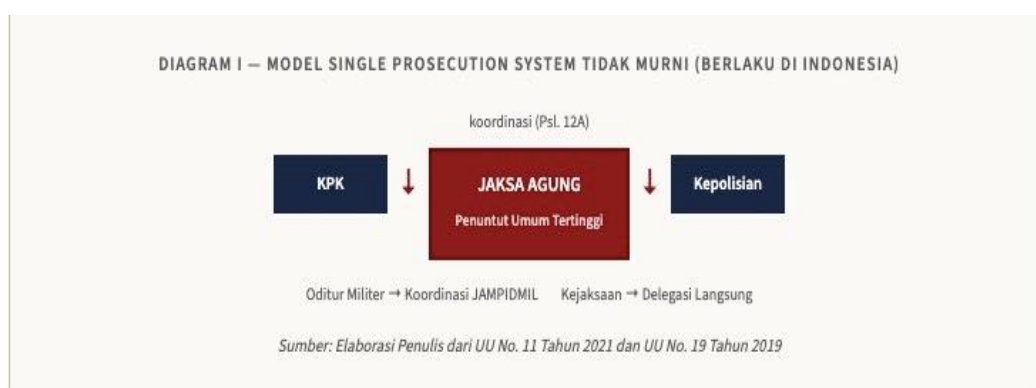 DIAGRAM I — MODEL SINGLE PROSECUTION SYSTEM TIDAK MURNI (BERLAKU DI INDONESIA)
koordinasi (Psl. 12A)
KPK ↓ JAKSA AGUNG ↓ Kepolisian
Penuntut Umum Tertinggi
Oditur Militer → Koordinasi JAMPIDMIL Kejaksaan → Delegasi Langsung
Sumber: Elaborasi Penulis dari UU No. 11 Tahun 2021 dan UU No. 19 Tahun 2019